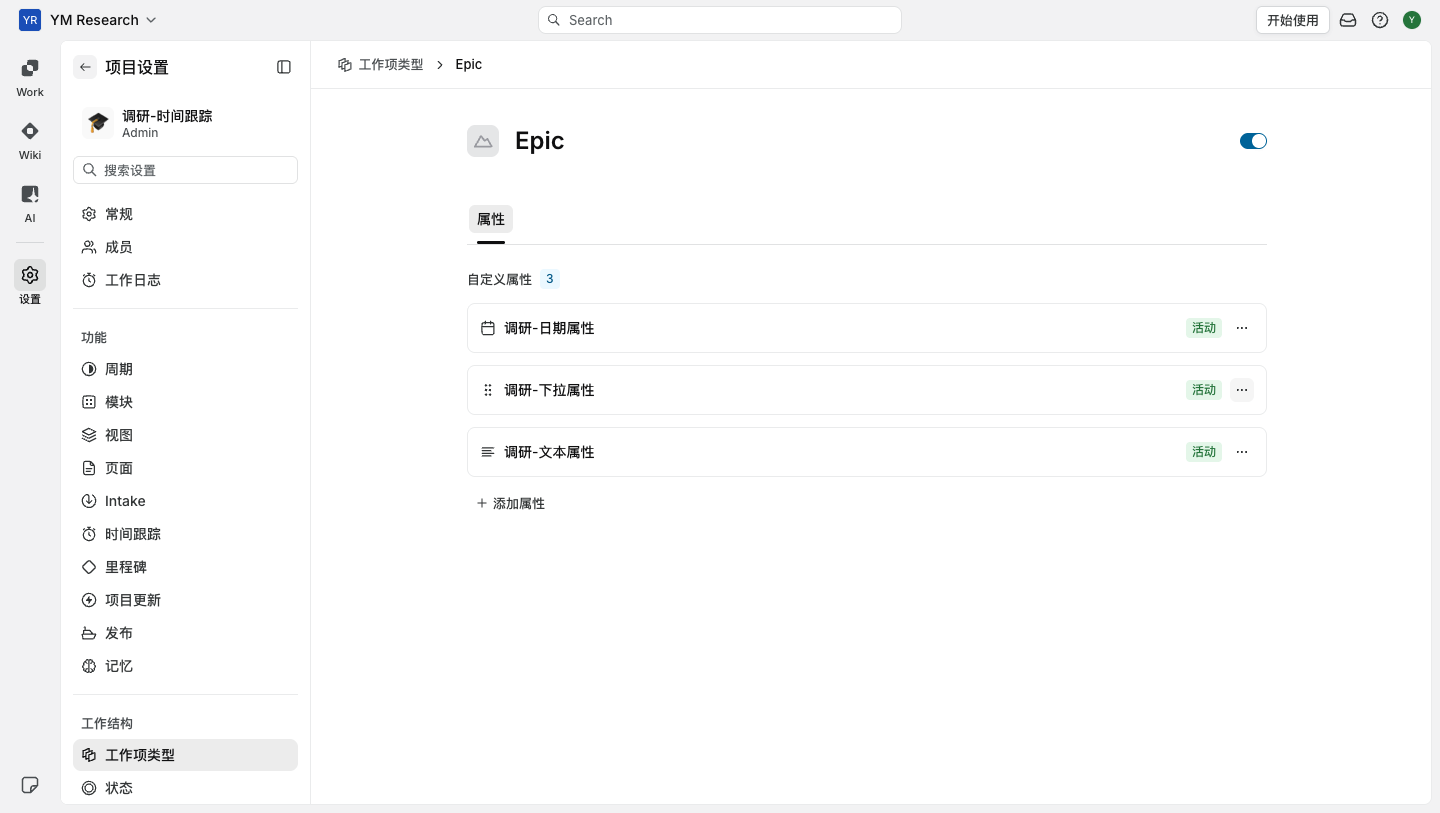 YR
YM Research
Search
开始使用
Y
Work
Wiki
AI
设置
项目设置
调研-时间跟踪
Admin
搜索设置
常规
成员
工作日志
功能
周期
模块
视图
页面
Intake
时间跟踪
里程碑
项目更新
发布
记忆
工作结构
工作项类型
状态
工作项类型 Epic
Epic
属性
自定义属性 3
调研-日期属性 活动
调研-下拉属性 活动
调研-文本属性 活动
添加属性